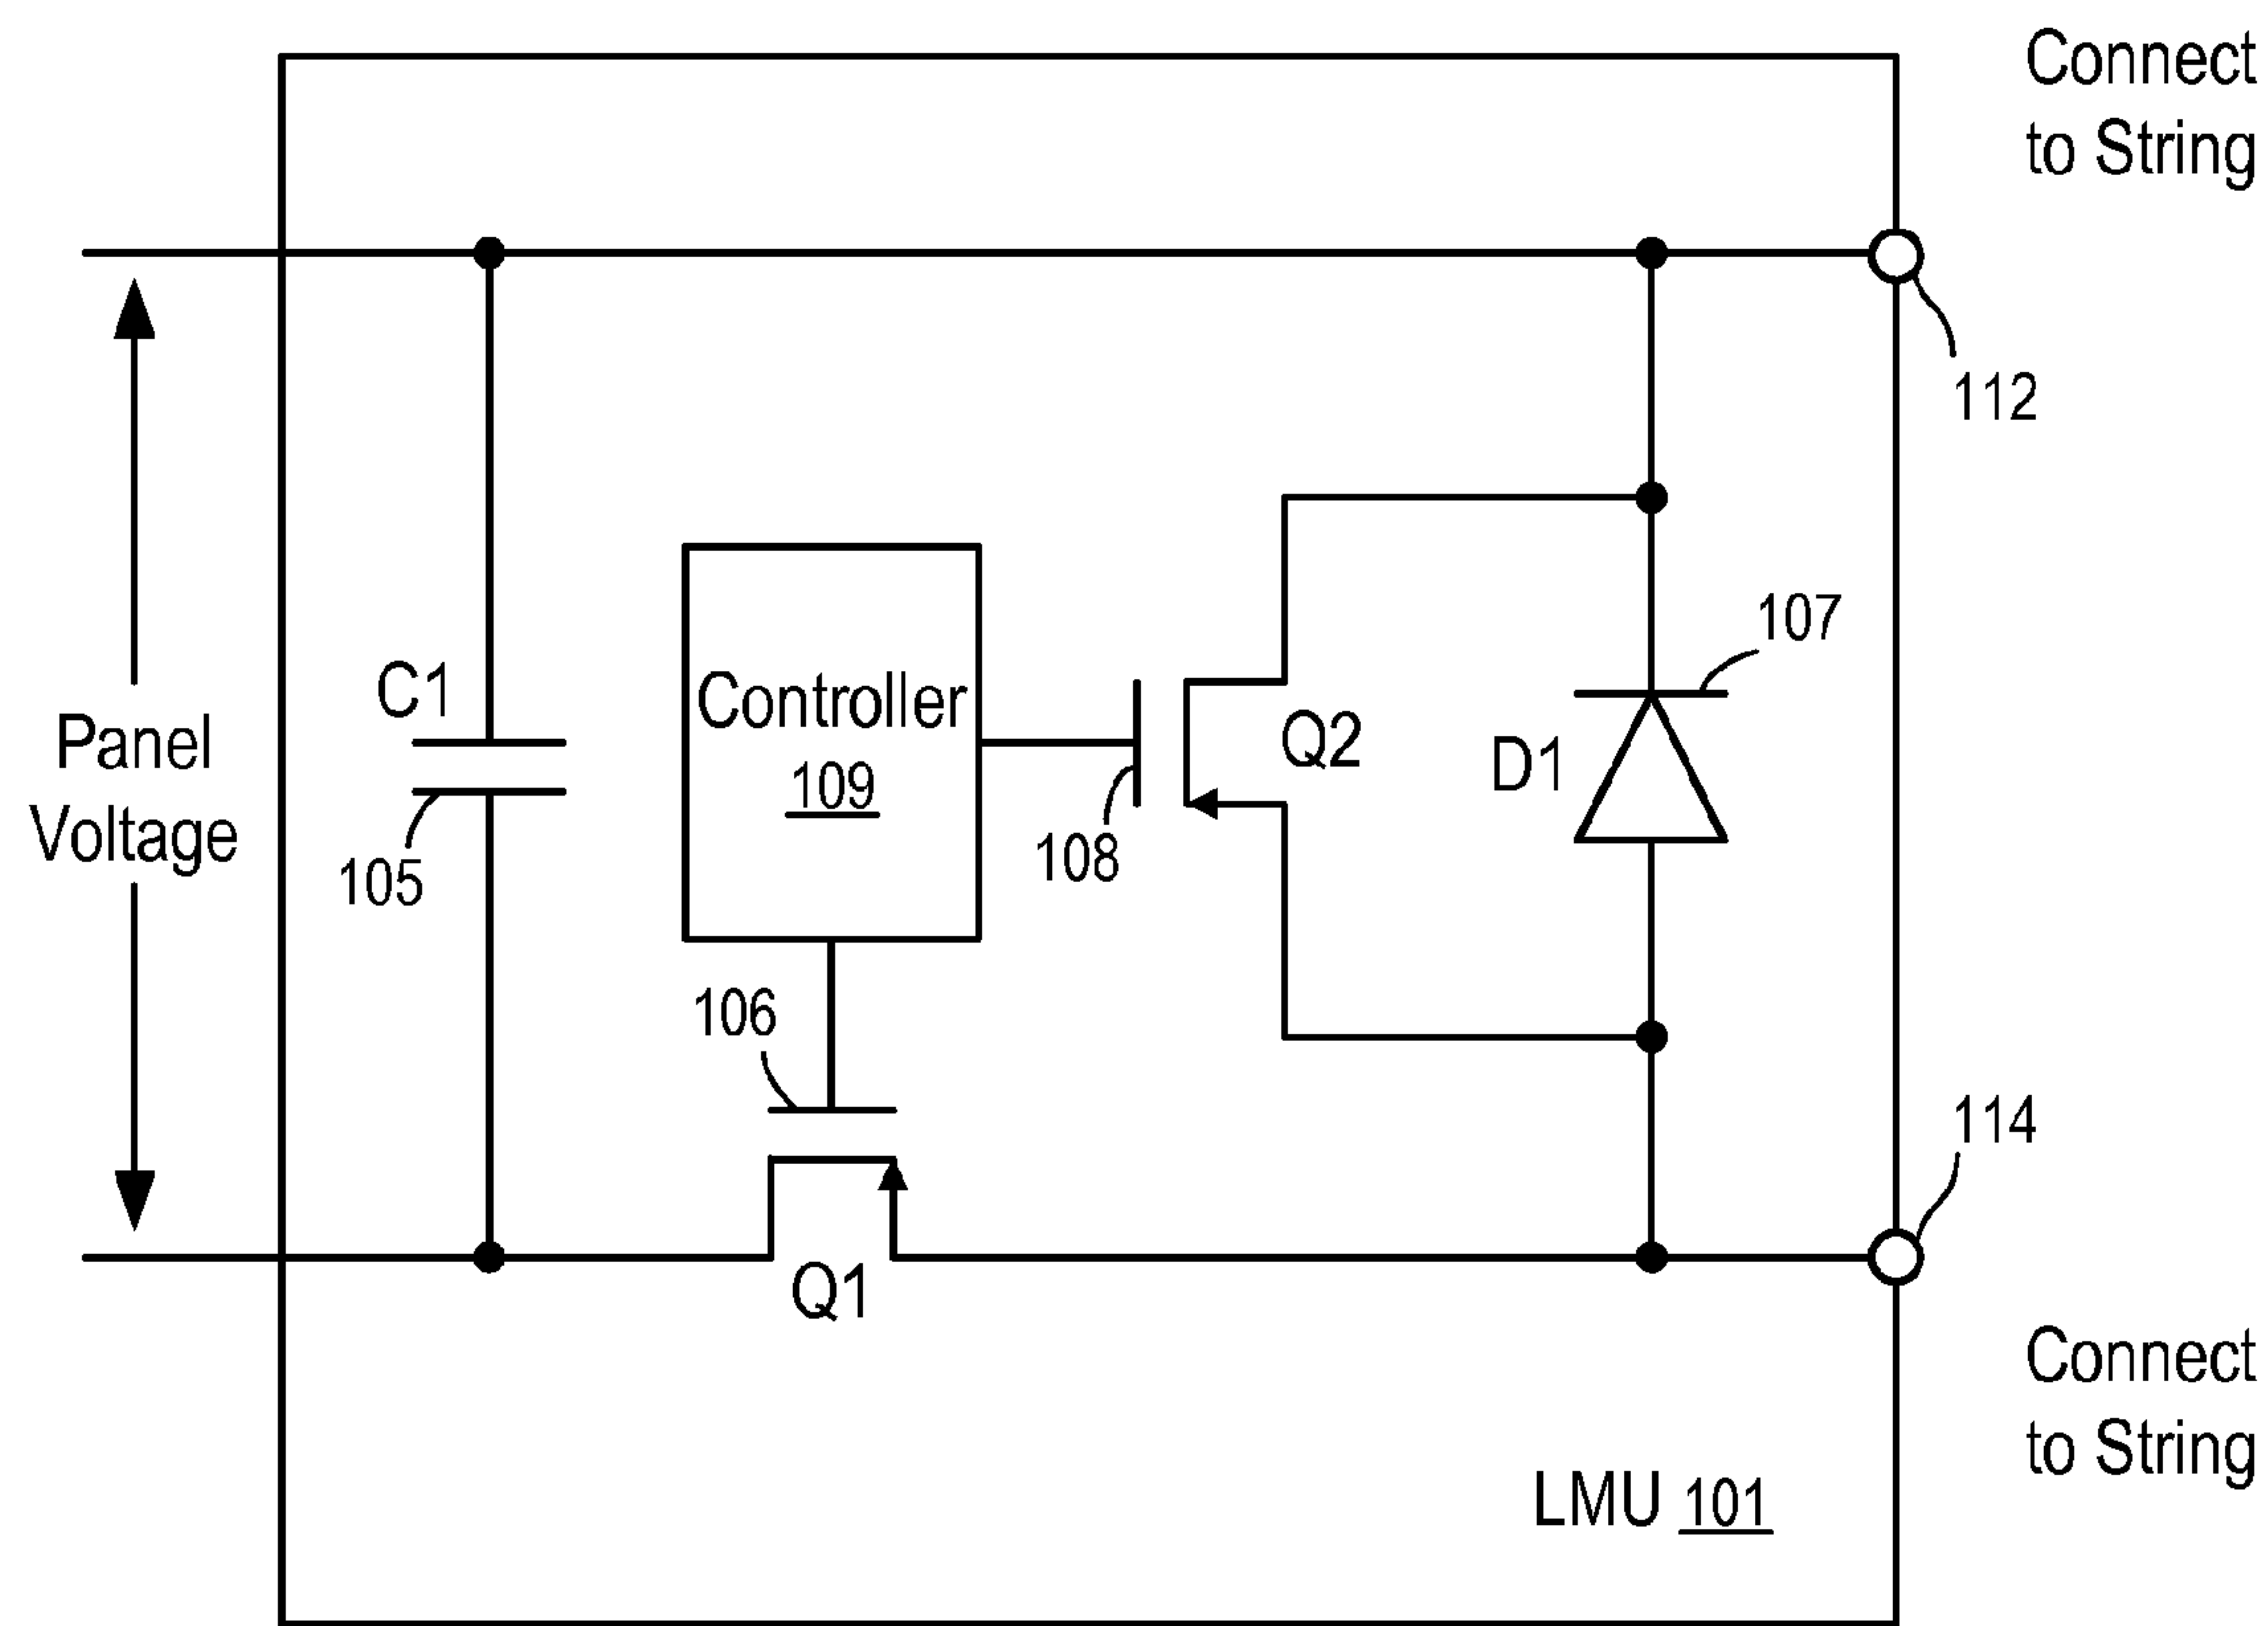 Connect
to String
112
107
C1
Controller
109
Q2
D1
Panel
Voltage
105
108
106
114
Q1
Connect
to String
LMU 101